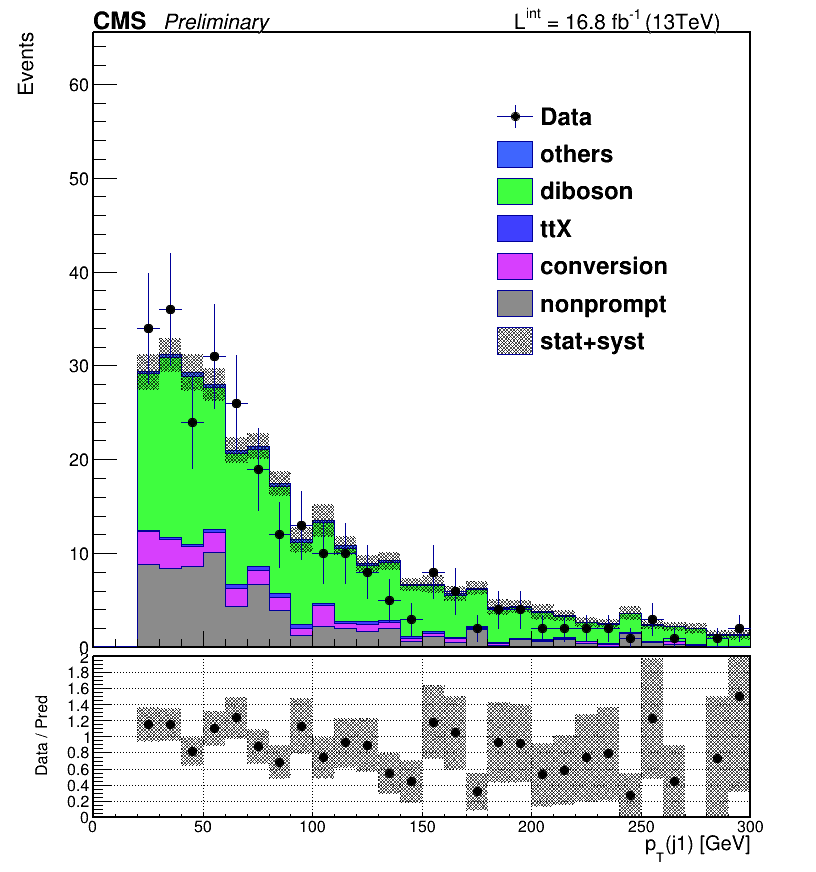 CMS Preliminary L^int = 16.8 fb^-1 (13TeV)
Events
60
50
40
30
20
10
0
Data
others
diboson
ttX
conversion
nonprompt
stat+syst
Data / Pred
2
1.8
1.6
1.4
1.2
1
0.8
0.6
0.4
0.2
0
0 50 100 150 200 250 300
p_T(j1) [GeV]